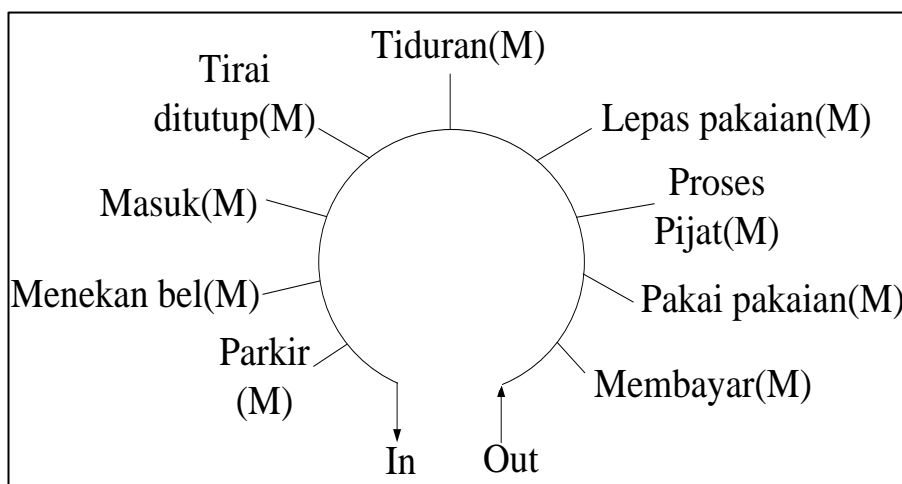 Tiduran(M)
Tirai
ditutup(M)
Lepas pakaian(M)
Masuk(M)
Proses
Pijat(M)
Menekan bel(M)
Pakai pakaian(M)
Parkir
(M)
Membayar(M)
In
Out